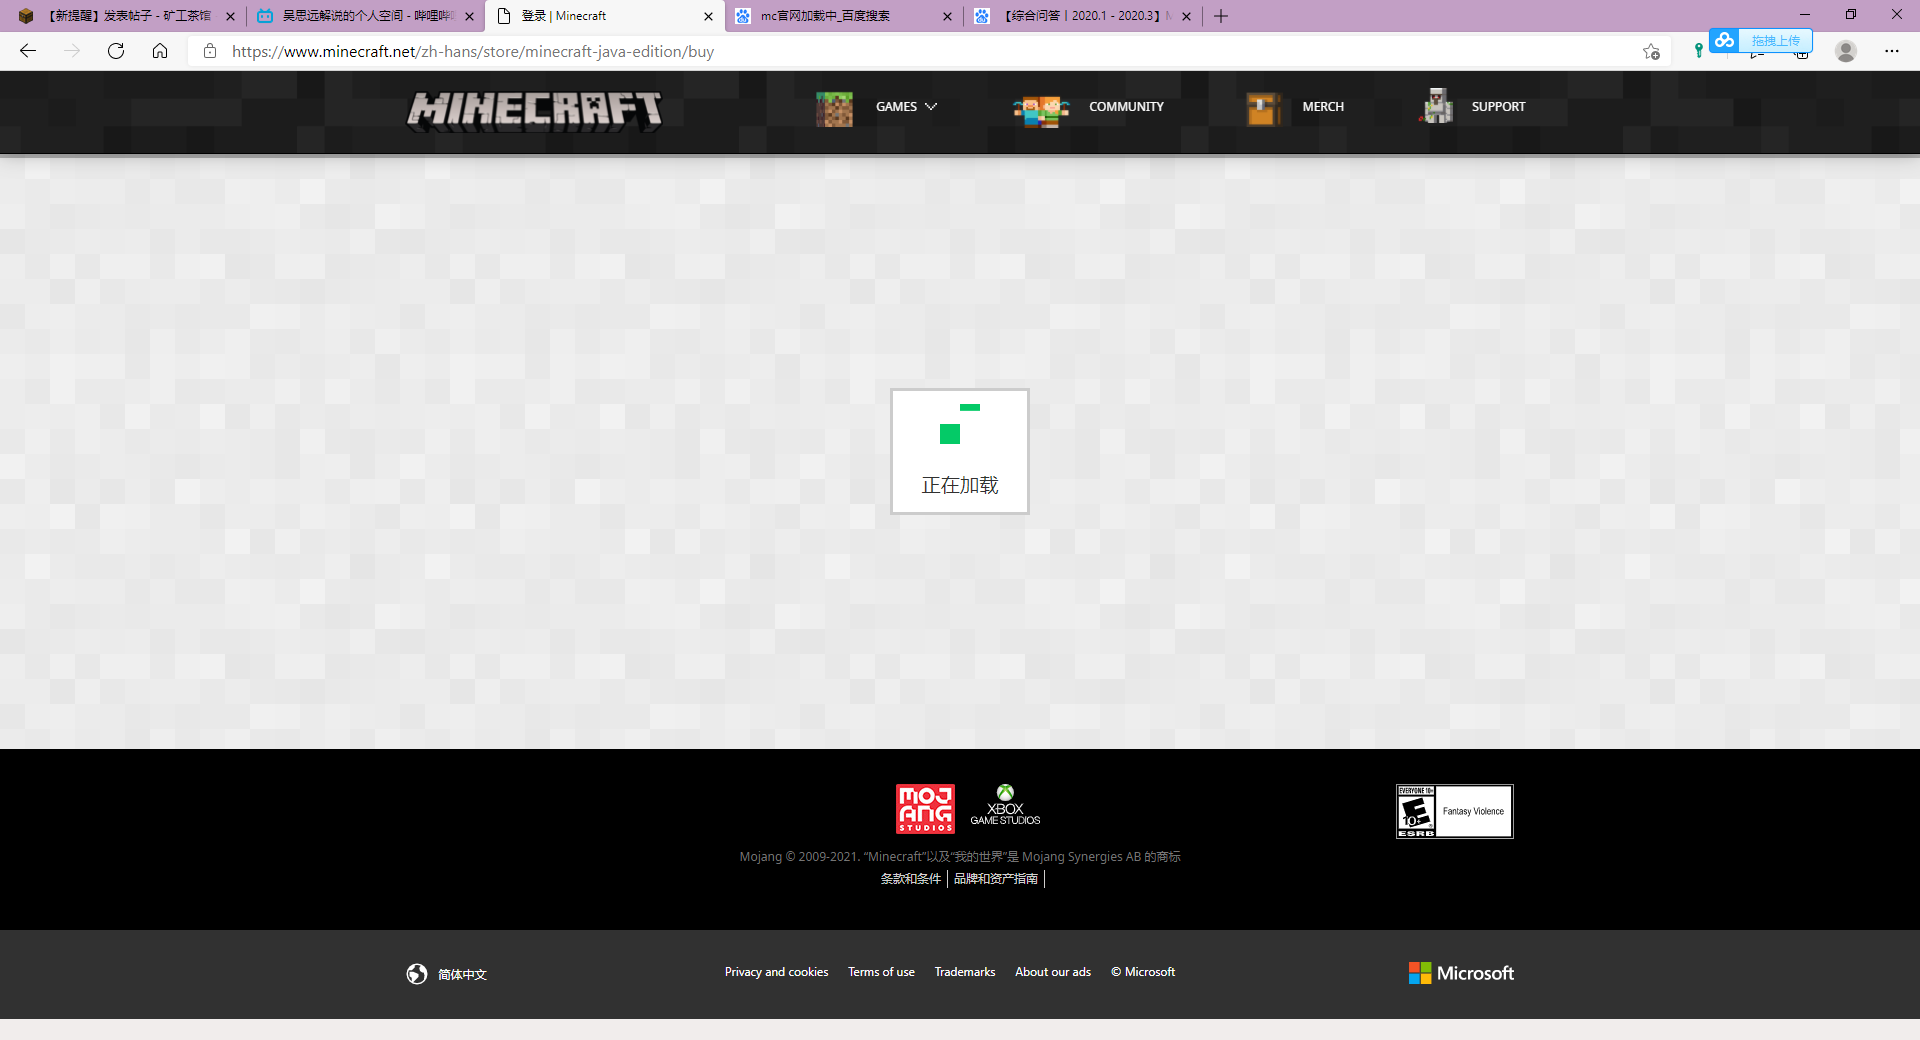 【新提醒】发表帖子 - 矿工茶馆
吴思远解说的个人空间 - 哔哩哔
登录 | Minecraft
mc官网加载中_百度搜索
【综合问答丨2020.1 - 2020.3】
https://www.minecraft.net/zh-hans/store/minecraft-java-edition/buy
拖拽上传
MINECRAFT
GAMES
COMMUNITY
MERCH
SUPPORT
正在加载
MOJANG STUDIOS
XBOX GAME STUDIOS
EVERYONE 10+
E
10+
ESRB
Fantasy Violence
Mojang © 2009-2021. “Minecraft”以及“我的世界”是 Mojang Synergies AB 的商标
条款和条件
品牌和资产指南
简体中文
Privacy and cookies
Terms of use
Trademarks
About our ads
© Microsoft
Microsoft